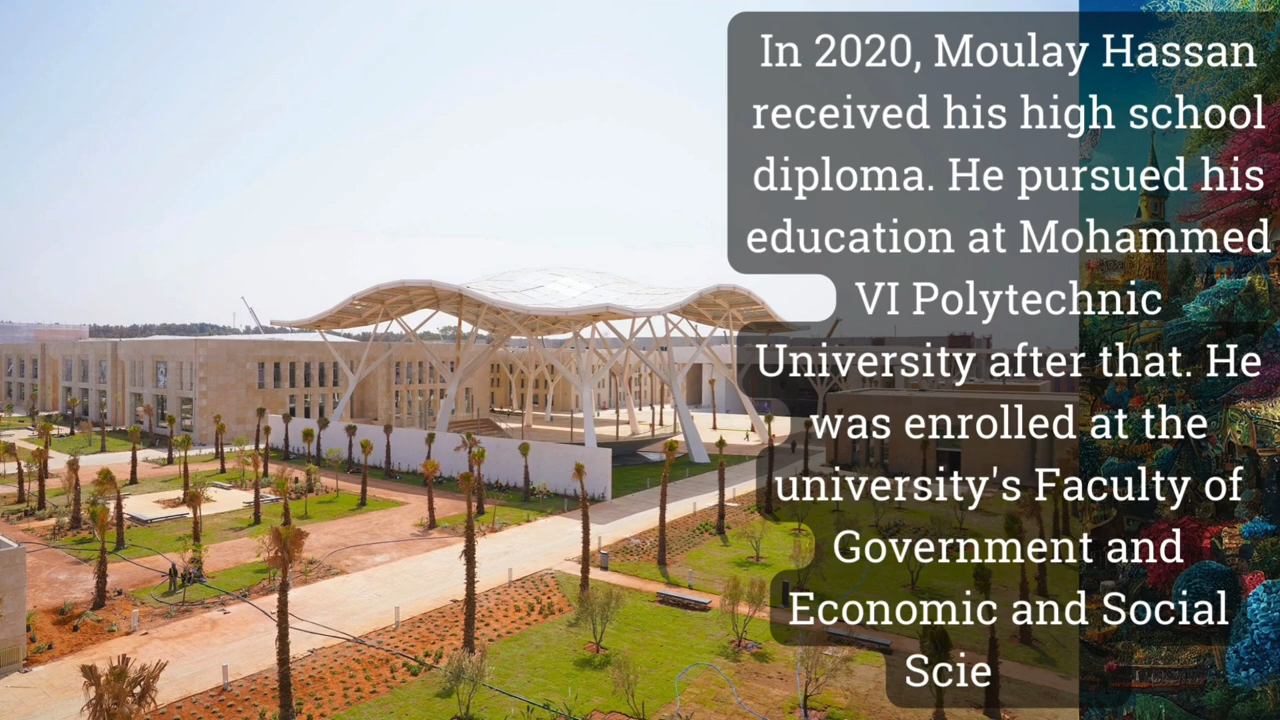 In 2020, Moulay Hassan
received his high school
diploma. He pursued his
education at Mohammed
VI Polytechnic
University after that. He
was enrolled at the
university's Faculty of
Government and
Economic and Social
Scie